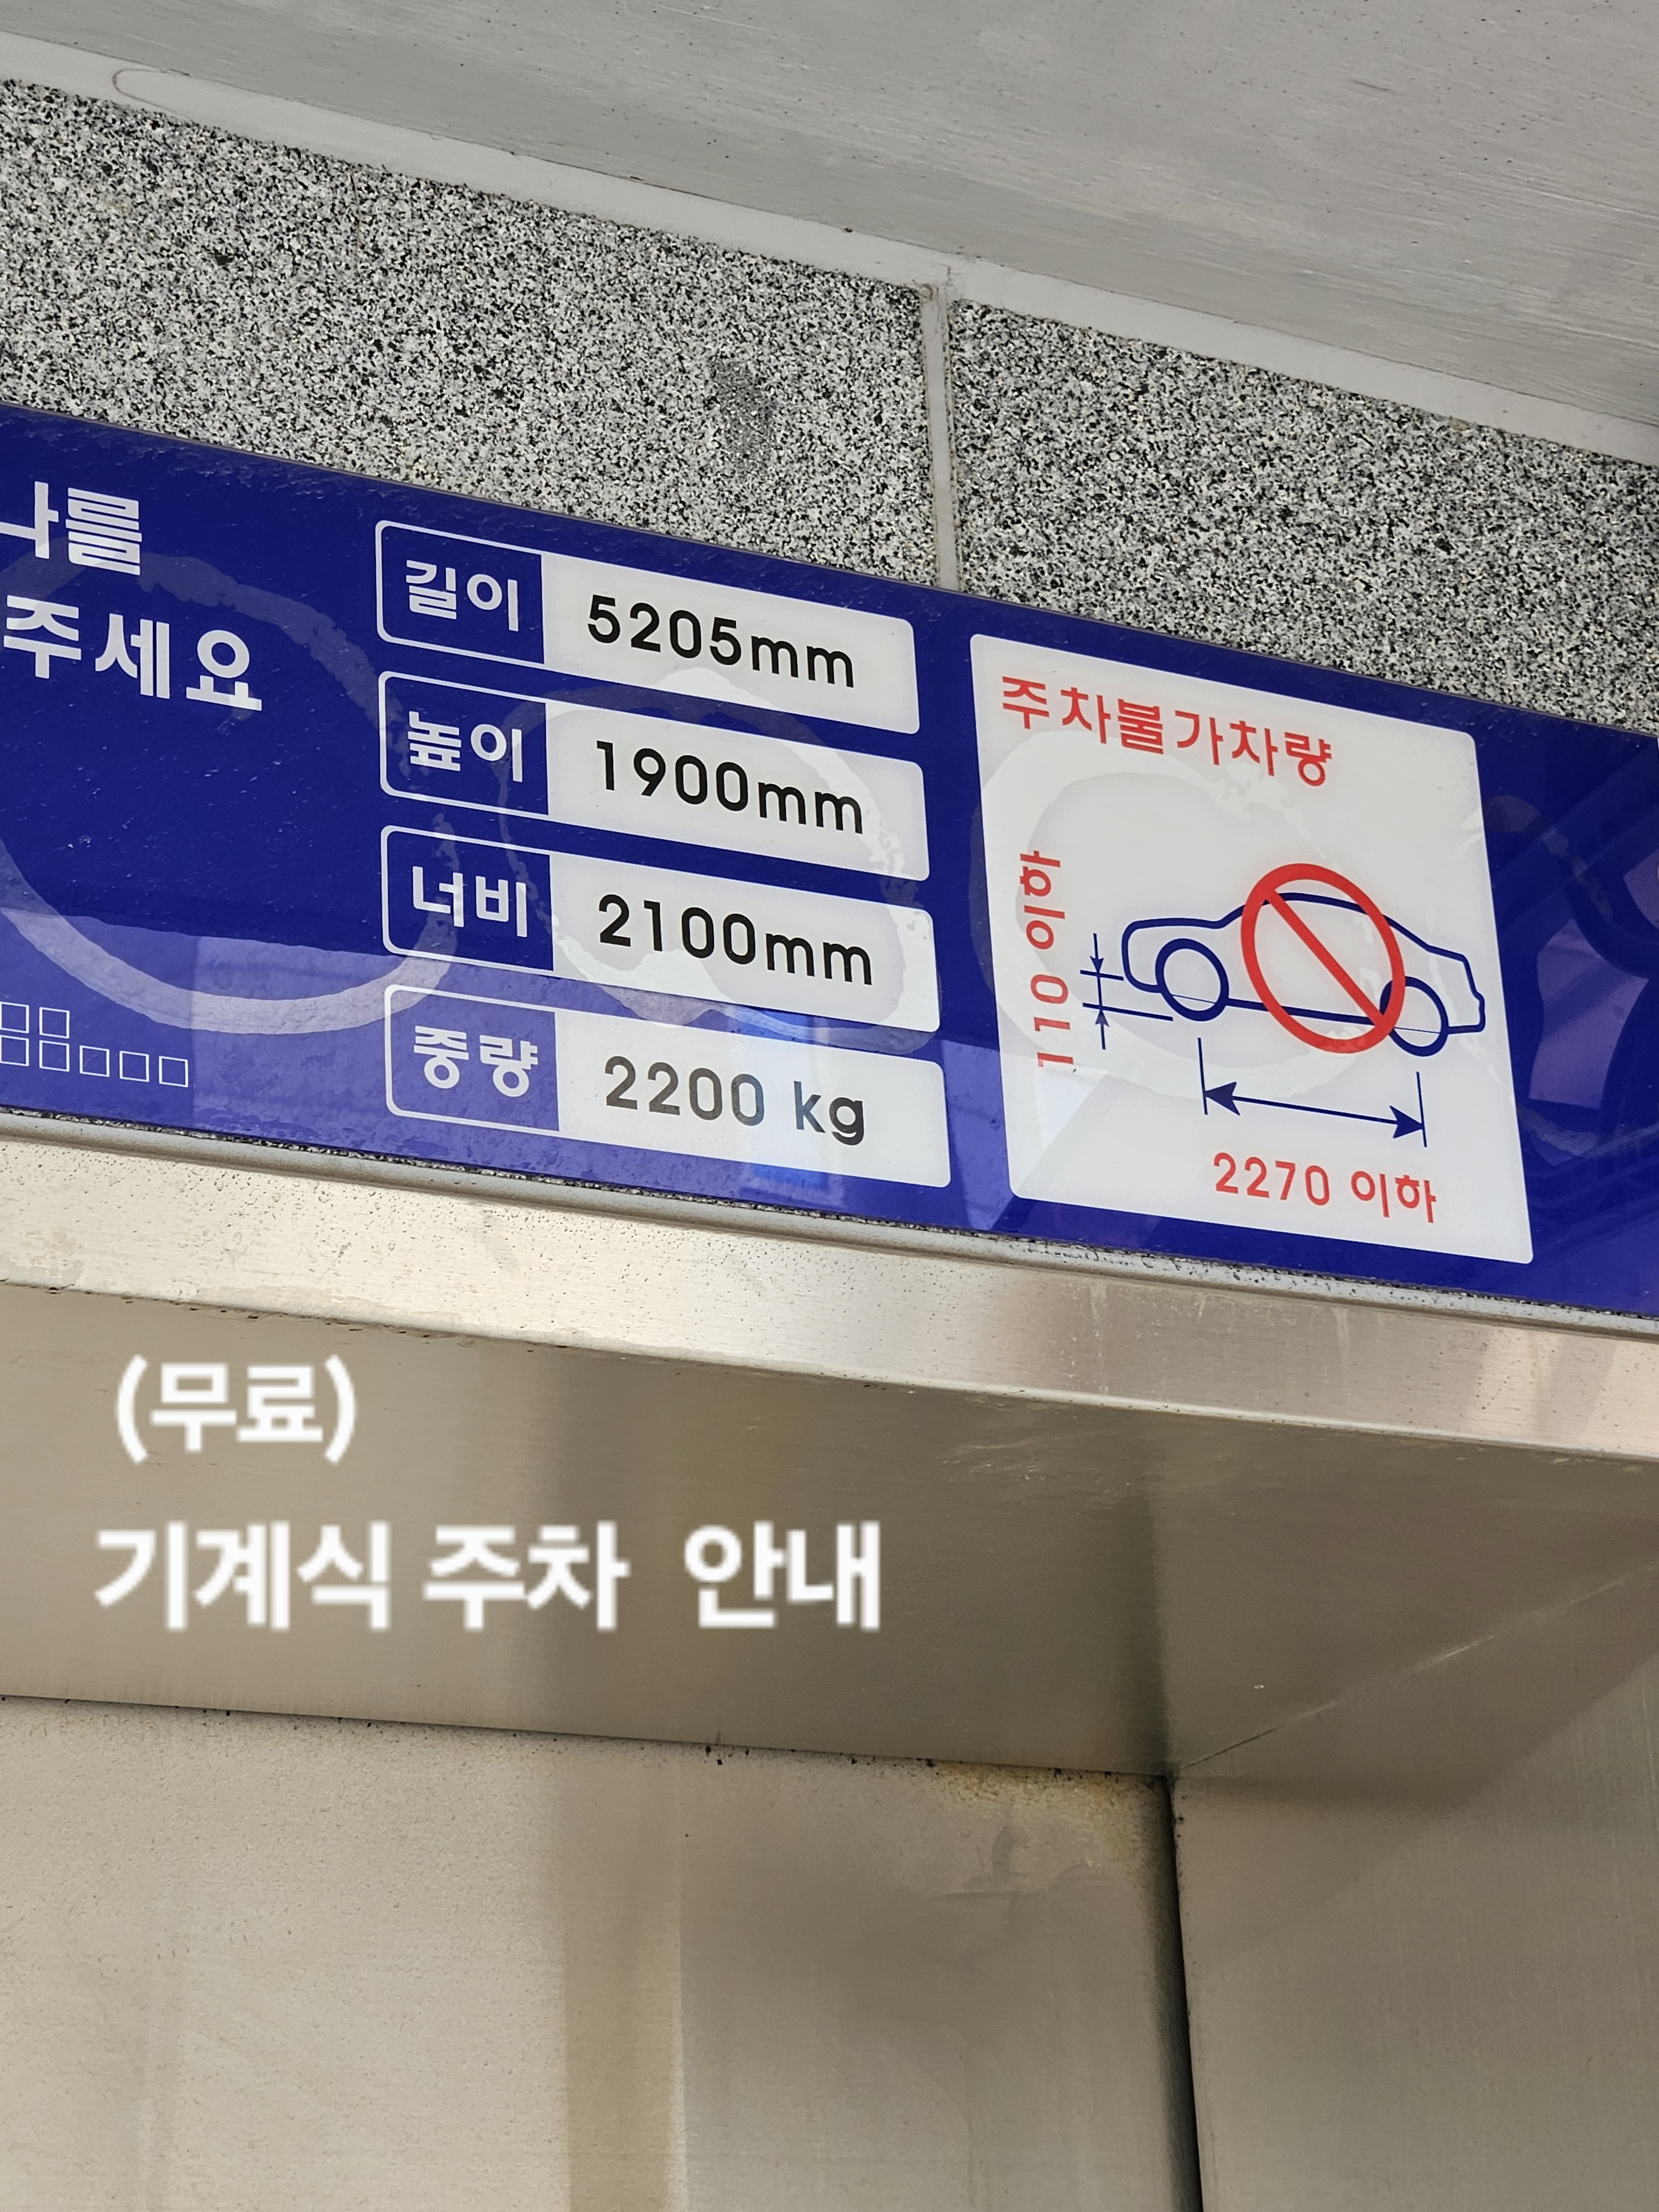 나를
주세요
길이 5205mm
높이 1900mm
너비 2100mm
중량 2200 kg
주차불가차량
110 이하
2270 이하
(무료)
기계식 주차 안내